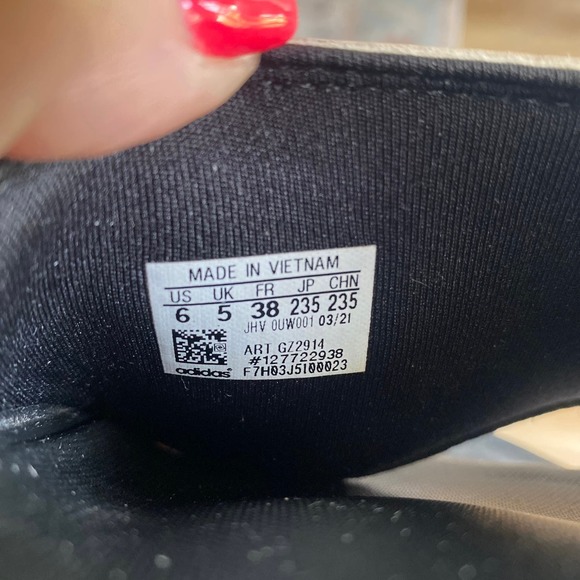 MADE IN VIETNAM
US UK FR JP CHN
6 5 38 235 235
JHV 0UW001 03/21
ART GZ2914
#127722938
adidas F7H03J5I00023